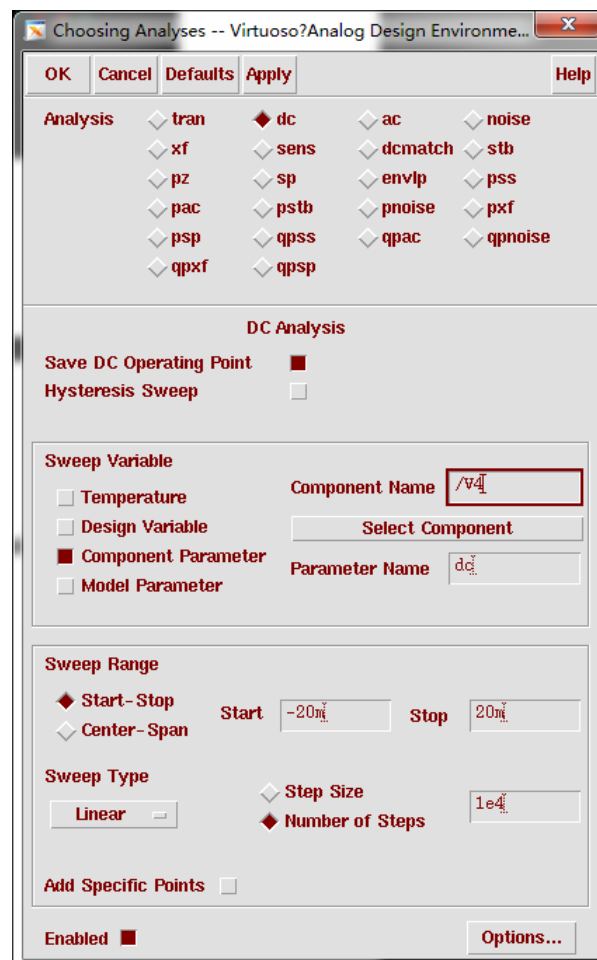 Choosing Analyses -- Virtuoso?Analog Design Environme...
OK Cancel Defaults Apply Help
Analysis tran dc ac noise
xf sens dcmatch stb
pz sp envlp pss
pac pstb pnoise pxf
psp qpss qpac qpnoise
qpxf qpsp
DC Analysis
Save DC Operating Point
Hysteresis Sweep
Sweep Variable
Temperature
Design Variable
Component Parameter
Model Parameter
Component Name /V4
Select Component
Parameter Name dc
Sweep Range
Start-Stop
Center-Span
Start -20m Stop 20m
Sweep Type
Linear
Step Size
Number of Steps
1e4
Add Specific Points
Enabled Options...